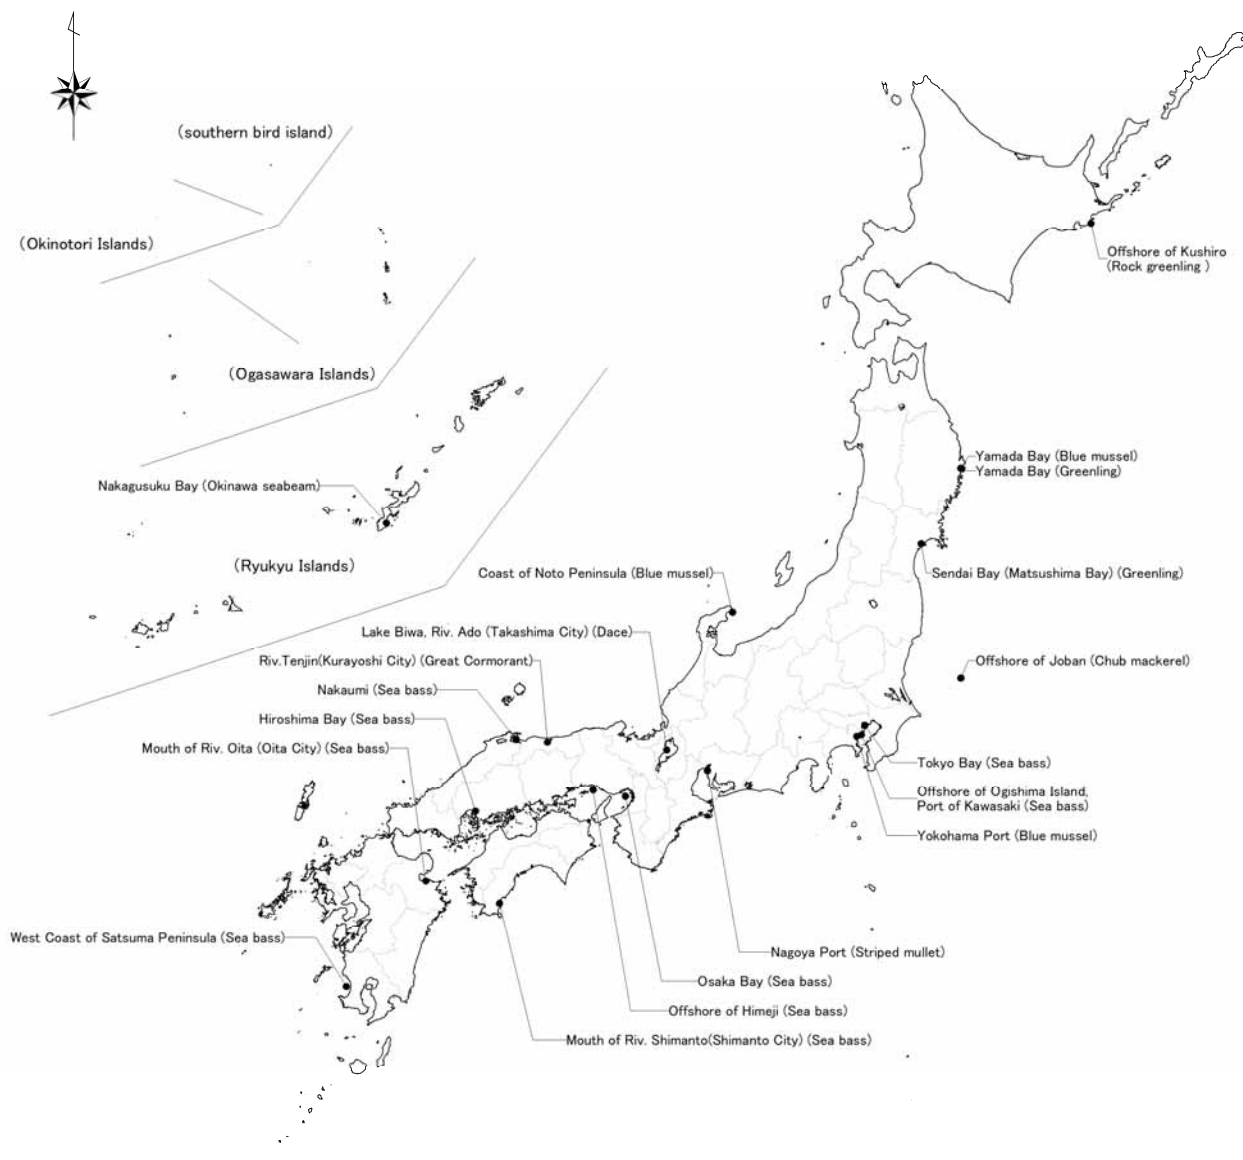 (southern bird island)
(Okinotori Islands)
Offshore of Kushiro
(Rock greenling )
(Ogasawara Islands)
Yamada Bay (Blue mussel)
Yamada Bay (Greenling)
Nakagusuku Bay (Okinawa seabeam)
(Ryukyu Islands)
Coast of Noto Peninsula (Blue mussel)
Sendai Bay (Matsushima Bay) (Greenling)
Lake Biwa, Riv. Ado (Takashima City) (Dace)
Riv.Tenjin(Kurayoshi City) (Great Cormorant)
Offshore of Joban (Chub mackerel)
Nakaumi (Sea bass)
Hiroshima Bay (Sea bass)
Mouth of Riv. Oita (Oita City) (Sea bass)
Tokyo Bay (Sea bass)
Offshore of Ogishima Island,
Port of Kawasaki (Sea bass)
Yokohama Port (Blue mussel)
West Coast of Satsuma Peninsula (Sea bass)
Nagoya Port (Striped mullet)
Osaka Bay (Sea bass)
Offshore of Himeji (Sea bass)
Mouth of Riv. Shimanto(Shimanto City) (Sea bass)